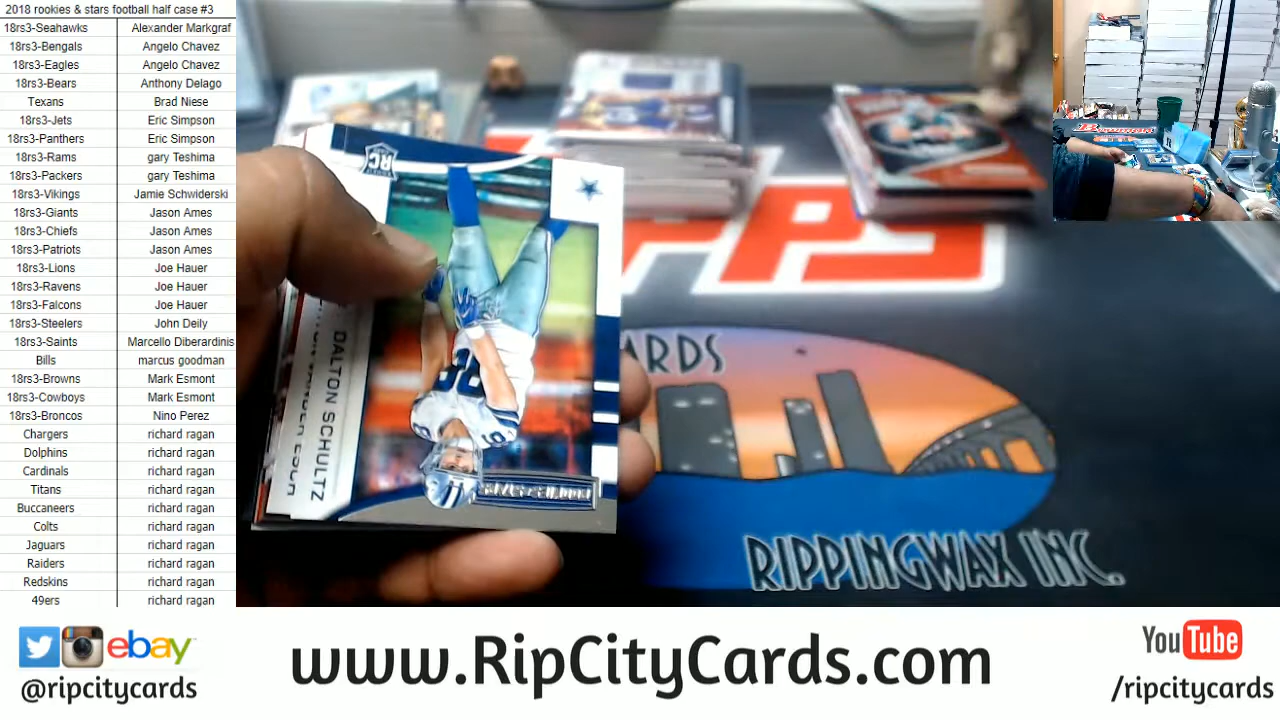 2018 rookies & stars football half case #3
18rs3-Seahawks Alexander Markgraf
18rs3-Bengals Angelo Chavez
18rs3-Eagles Angelo Chavez
18rs3-Bears Anthony Delago
Texans Brad Niese
18rs3-Jets Eric Simpson
18rs3-Panthers Eric Simpson
18rs3-Rams gary Teshima
18rs3-Packers gary Teshima
18rs3-Vikings Jamie Schwiderski
18rs3-Giants Jason Ames
18rs3-Chiefs Jason Ames
18rs3-Patriots Jason Ames
18rs3-Lions Joe Hauer
18rs3-Ravens Joe Hauer
18rs3-Falcons Joe Hauer
18rs3-Steelers John Deily
18rs3-Saints Marcello Diberardinis
Bills marcus goodman
18rs3-Browns Mark Esmont
18rs3-Cowboys Mark Esmont
18rs3-Broncos Nino Perez
Chargers richard ragan
Dolphins richard ragan
Cardinals richard ragan
Titans richard ragan
Buccaneers richard ragan
Colts richard ragan
Jaguars richard ragan
Raiders richard ragan
Redskins richard ragan
49ers richard ragan
RC
DALTON SCHULTZ
PPS
ARDS
RIPPINGWAX INC.
ebay
@ripcitycards
www.RipCityCards.com
YouTube
/ripcitycards